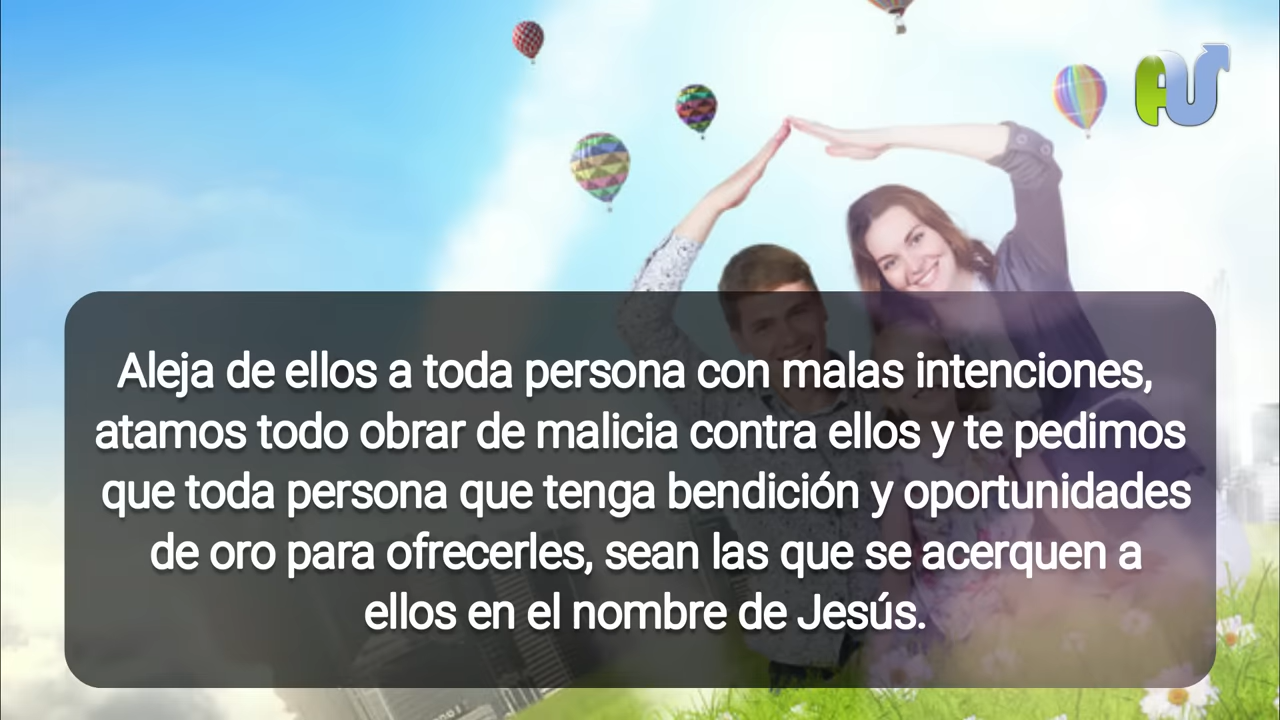 AU
Aleja de ellos a toda persona con malas intenciones,
atamos todo obrar de malicia contra ellos y te pedimos
que toda persona que tenga bendición y oportunidades
de oro para ofrecerles, sean las que se acerquen a
ellos en el nombre de Jesús.